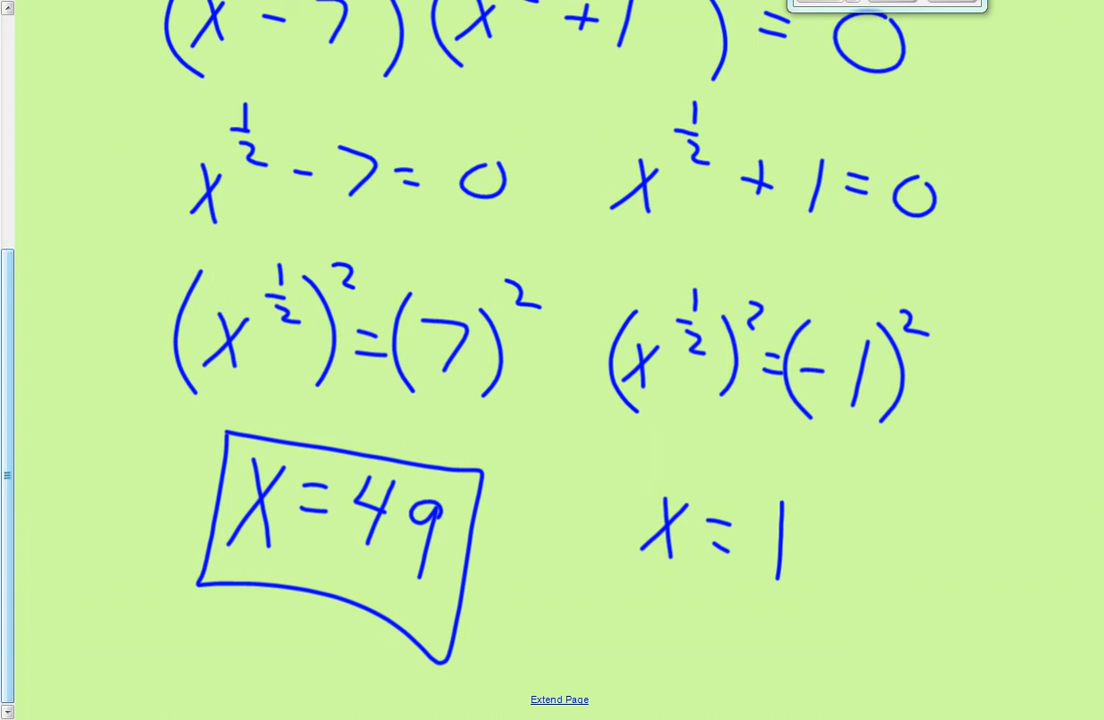 (x - 7)(x + 1) = 0
x^{1/2} - 7 = 0 x^{1/2} + 1 = 0
(x^{1/2})^2 = (7)^2 (x^{1/2})^2 = (-1)^2
x = 49 x = 1
Extend Page